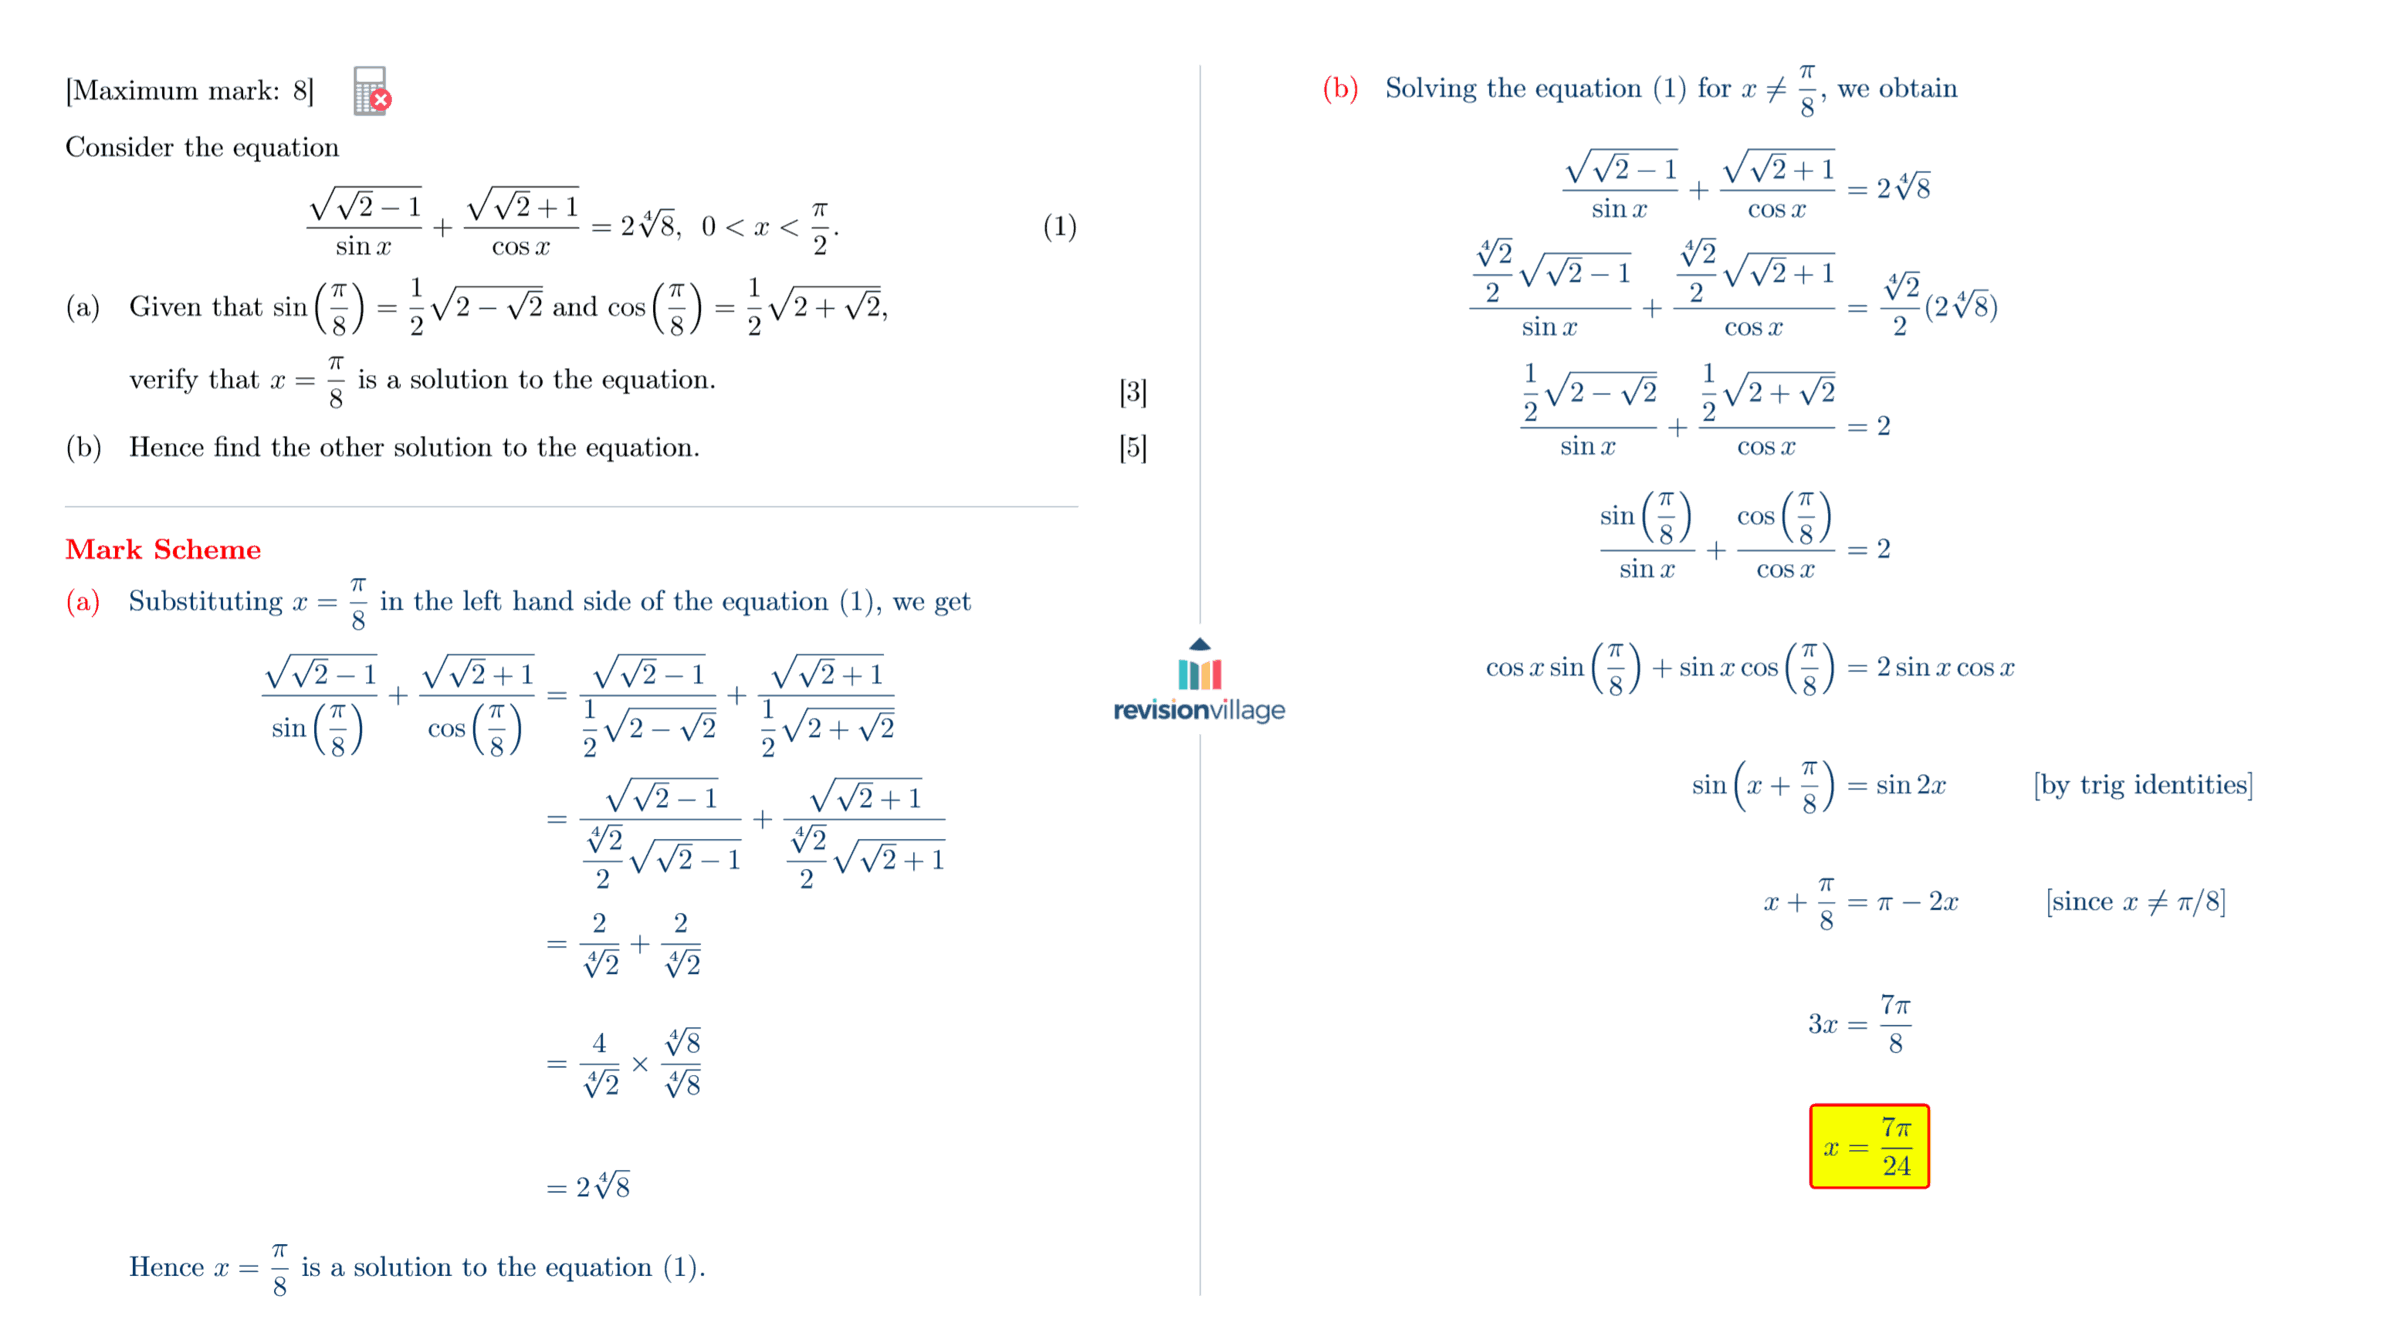 [Maximum mark: 8]
Consider the equation
$\frac{\sqrt{\sqrt{2}-1}}{\sin x} + \frac{\sqrt{\sqrt{2}+1}}{\cos x} = 2\sqrt[4]{8},\ 0 < x < \frac{\pi}{2}.$ (1)
(a) Given that $\sin\left(\frac{\pi}{8}\right) = \frac{1}{2}\sqrt{2-\sqrt{2}}$ and $\cos\left(\frac{\pi}{8}\right) = \frac{1}{2}\sqrt{2+\sqrt{2}},$
verify that $x = \frac{\pi}{8}$ is a solution to the equation. [3]
(b) Hence find the other solution to the equation. [5]
Mark Scheme
(a) Substituting $x = \frac{\pi}{8}$ in the left hand side of the equation (1), we get
$\frac{\sqrt{\sqrt{2}-1}}{\sin\left(\frac{\pi}{8}\right)} + \frac{\sqrt{\sqrt{2}+1}}{\cos\left(\frac{\pi}{8}\right)} = \frac{\sqrt{\sqrt{2}-1}}{\frac{1}{2}\sqrt{2-\sqrt{2}}} + \frac{\sqrt{\sqrt{2}+1}}{\frac{1}{2}\sqrt{2+\sqrt{2}}}$
$= \frac{\sqrt{\sqrt{2}-1}}{\frac{\sqrt[4]{2}}{2}\sqrt{\sqrt{2}-1}} + \frac{\sqrt{\sqrt{2}+1}}{\frac{\sqrt[4]{2}}{2}\sqrt{\sqrt{2}+1}}$
$= \frac{2}{\sqrt[4]{2}} + \frac{2}{\sqrt[4]{2}}$
$= \frac{4}{\sqrt[4]{2}} \times \frac{\sqrt[4]{8}}{\sqrt[4]{8}}$
$= 2\sqrt[4]{8}$
Hence $x = \frac{\pi}{8}$ is a solution to the equation (1).
revisionvillage
(b) Solving the equation (1) for $x \neq \frac{\pi}{8}$, we obtain
$\frac{\sqrt{\sqrt{2}-1}}{\sin x} + \frac{\sqrt{\sqrt{2}+1}}{\cos x} = 2\sqrt[4]{8}$
$\frac{\frac{\sqrt[4]{2}}{2}\sqrt{\sqrt{2}-1}}{\sin x} + \frac{\frac{\sqrt[4]{2}}{2}\sqrt{\sqrt{2}+1}}{\cos x} = \frac{\sqrt[4]{2}}{2}(2\sqrt[4]{8})$
$\frac{\frac{1}{2}\sqrt{2-\sqrt{2}}}{\sin x} + \frac{\frac{1}{2}\sqrt{2+\sqrt{2}}}{\cos x} = 2$
$\frac{\sin\left(\frac{\pi}{8}\right)}{\sin x} + \frac{\cos\left(\frac{\pi}{8}\right)}{\cos x} = 2$
$\cos x \sin\left(\frac{\pi}{8}\right) + \sin x \cos\left(\frac{\pi}{8}\right) = 2 \sin x \cos x$
$\sin\left(x + \frac{\pi}{8}\right) = \sin 2x$ [by trig identities]
$x + \frac{\pi}{8} = \pi - 2x$ [since $x \neq \pi/8$]
$3x = \frac{7\pi}{8}$
$x = \frac{7\pi}{24}$